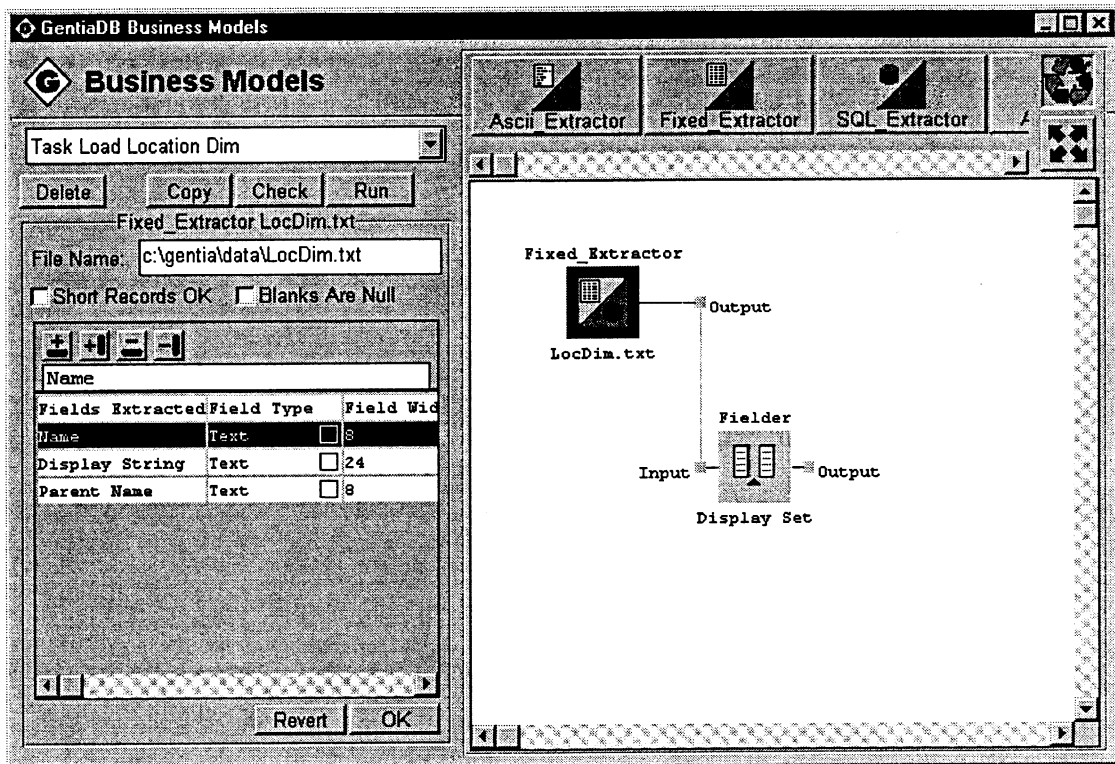 GentiaDB Business Models
G Business Models
Task Load Location Dim
Delete Copy Check Run
Fixed_Extractor LocDim.txt
File Name: c:\gentia\data\LocDim.txt
Short Records OK Blanks Are Null
Name
Fields Extracted Field Type Field Wid
Name Text 8
Display String Text 24
Parent Name Text 8
Revert OK
Ascii_Extractor Fixed_Extractor SQL_Extractor
Fixed_Extractor
Output
LocDim.txt
Fielder
Input Output
Display Set